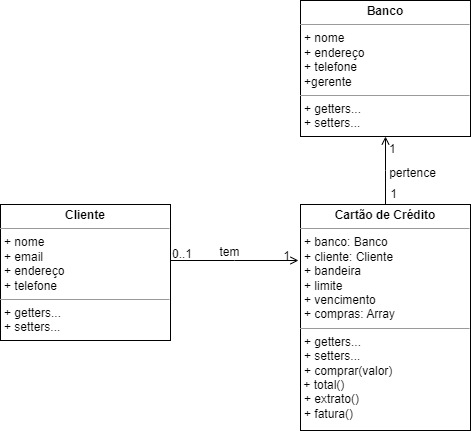 Banco
+ nome
+ endereço
+ telefone
+gerente
+ getters...
+ setters...
1
pertence
1
Cliente
+ nome
+ email
+ endereço
+ telefone
+ getters...
+ setters...
0..1
tem
1
Cartão de Crédito
+ banco: Banco
+ cliente: Cliente
+ bandeira
+ limite
+ vencimento
+ compras: Array
+ getters...
+ setters...
+ comprar(valor)
+ total()
+ extrato()
+ fatura()